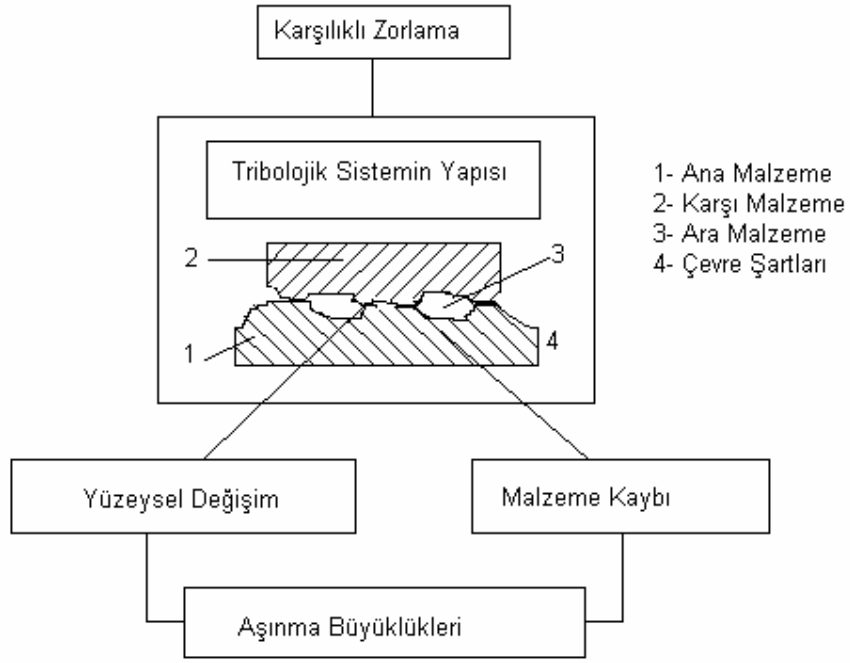 Karşılıklı Zorlama
Tribolojik Sistemin Yapısı
2
3
1
4
1- Ana Malzeme
2- Karşı Malzeme
3- Ara Malzeme
4- Çevre Şartları
Yüzeysel Değişim
Malzeme Kaybı
Aşınma Büyüklükleri